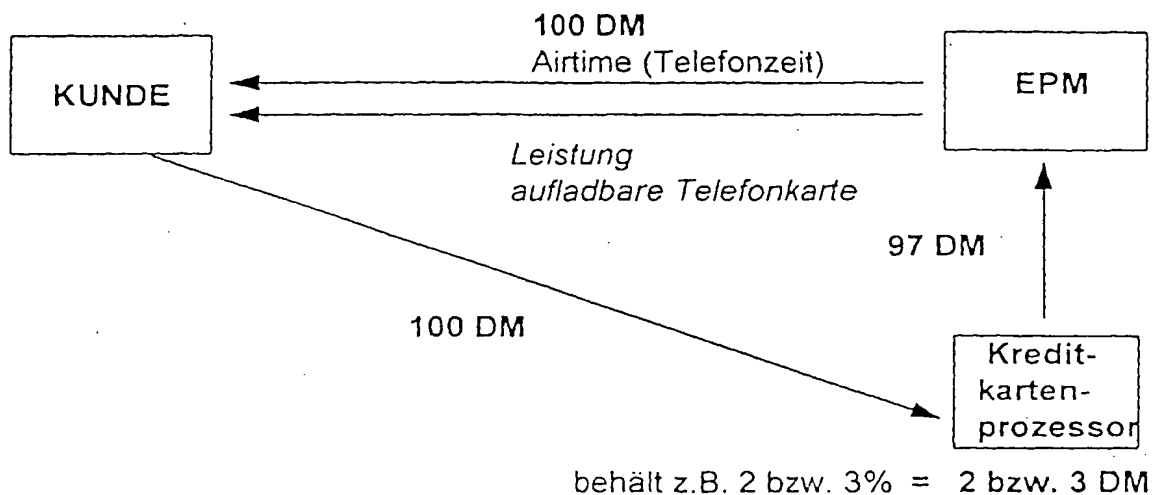 100 DM
Airtime (Telefonzeit)
KUNDE
EPM
Leistung
aufladbare Telefonkarte
97 DM
100 DM
Kredit-
karten-
prozessor
behält z.B. 2 bzw. 3% = 2 bzw. 3 DM